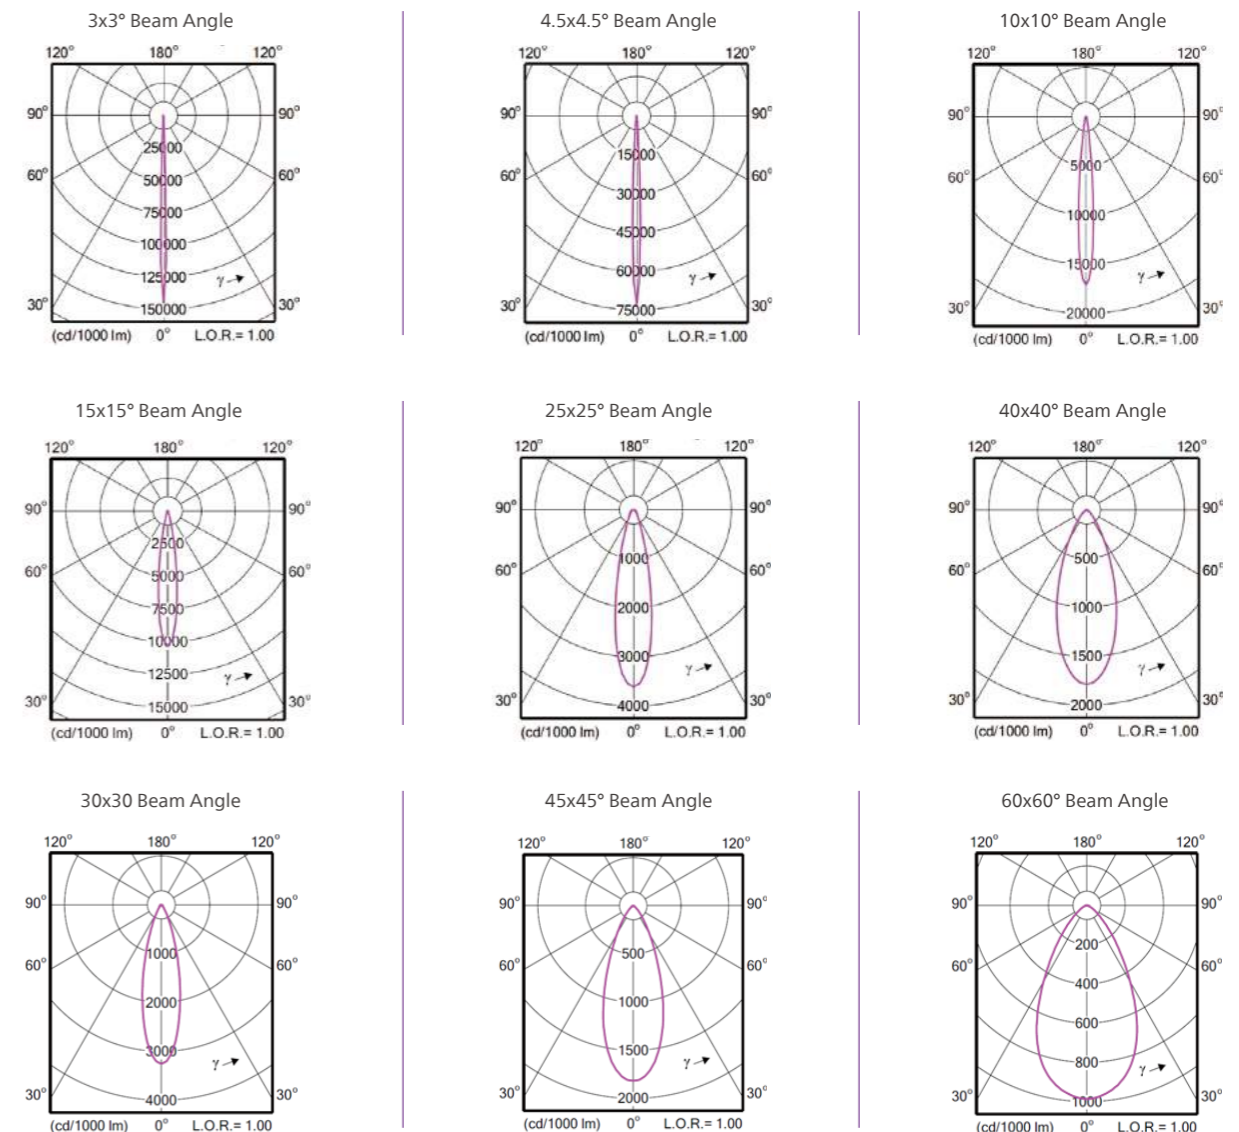 3x3° Beam Angle
120° 180° 120°
90° 90°
25000
50000
60° 60°
75000
100000
125000
γ
30° 30°
150000
(cd/1000 lm) 0° L.O.R.= 1.00
4.5x4.5° Beam Angle
120° 180° 120°
90° 90°
15000
60° 60°
30000
45000
60000
γ
30° 30°
75000
(cd/1000 lm) 0° L.O.R.= 1.00
10x10° Beam Angle
120° 180° 120°
90° 90°
5000
60° 60°
10000
15000
γ
30° 30°
20000
(cd/1000 lm) 0° L.O.R.= 1.00
15x15° Beam Angle
120° 180° 120°
90° 90°
2500
60° 60°
5000
7500
10000
12500
γ
30° 30°
15000
(cd/1000 lm) 0° L.O.R.= 1.00
25x25° Beam Angle
120° 180° 120°
90° 90°
1000
60° 60°
2000
3000
γ
30° 30°
4000
(cd/1000 lm) 0° L.O.R.= 1.00
40x40° Beam Angle
120° 180° 120°
90° 90°
500
60° 60°
1000
1500
γ
30° 30°
2000
(cd/1000 lm) 0° L.O.R.= 1.00
30x30 Beam Angle
120° 180° 120°
90° 90°
1000
60° 60°
2000
3000
γ
30° 30°
4000
(cd/1000 lm) 0° L.O.R.= 1.00
45x45° Beam Angle
120° 180° 120°
90° 90°
500
60° 60°
1000
1500
γ
30° 30°
2000
(cd/1000 lm) 0° L.O.R.= 1.00
60x60° Beam Angle
120° 180° 120°
90° 90°
200
60° 60°
400
600
800
γ
30° 30°
1000
(cd/1000 lm) 0° L.O.R.= 1.00